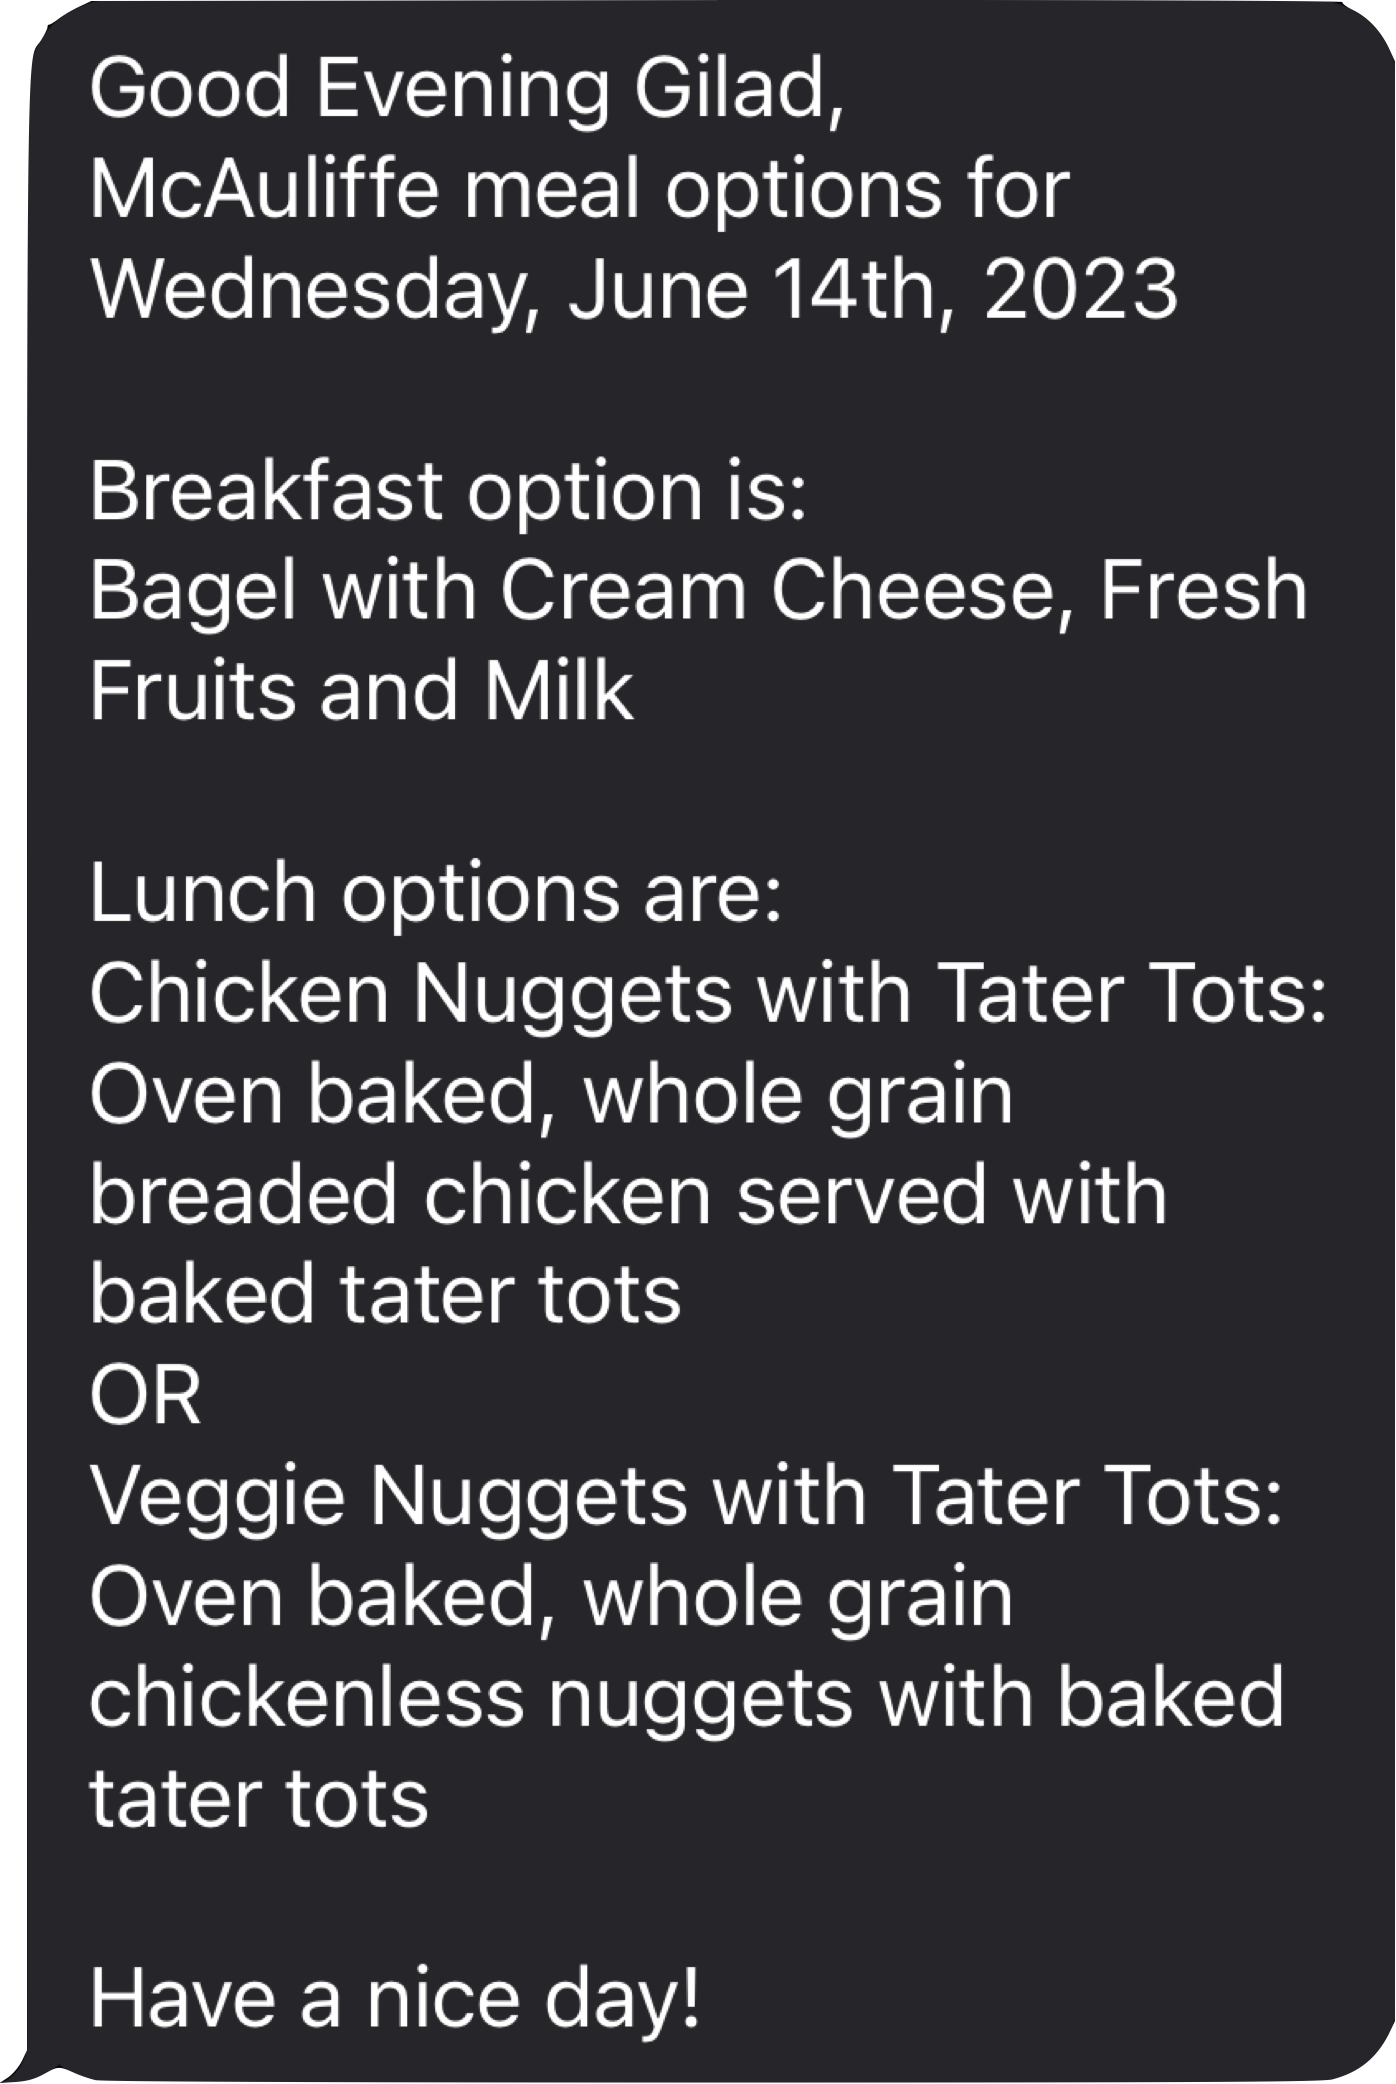 Good Evening Gilad,
McAuliffe meal options for
Wednesday, June 14th, 2023
Breakfast option is:
Bagel with Cream Cheese, Fresh
Fruits and Milk
Lunch options are:
Chicken Nuggets with Tater Tots:
Oven baked, whole grain
breaded chicken served with
baked tater tots
OR
Veggie Nuggets with Tater Tots:
Oven baked, whole grain
chickenless nuggets with baked
tater tots
Have a nice day!